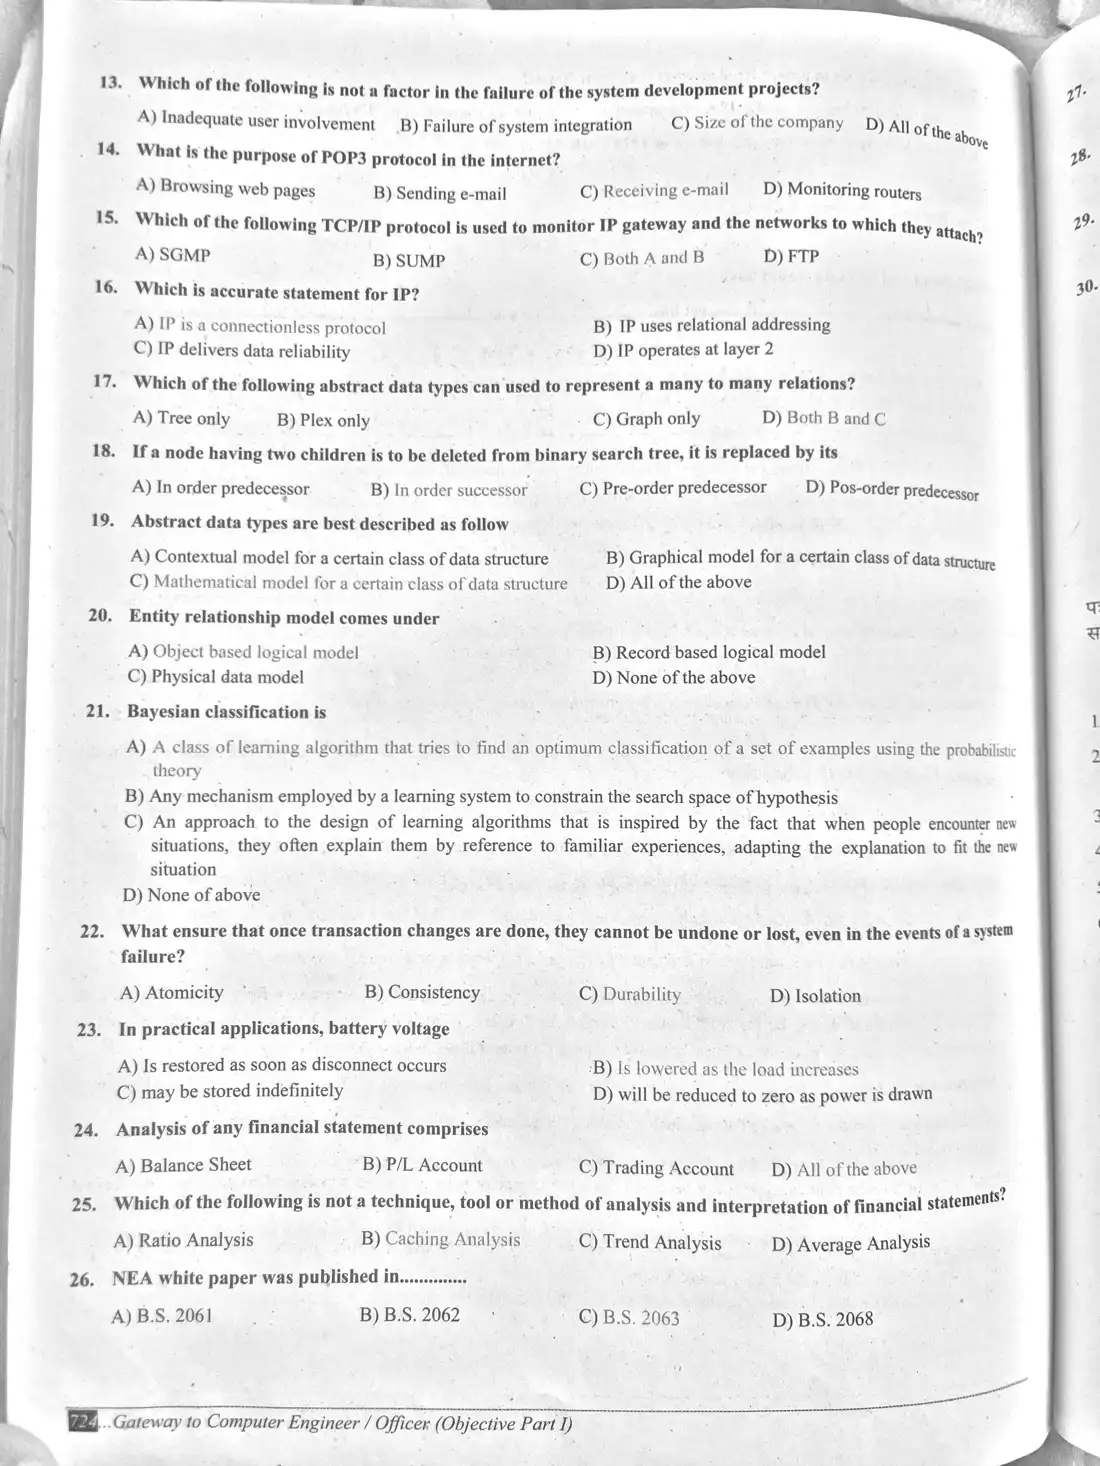 13. Which of the following is not a factor in the failure of the system development projects?
A) Inadequate user involvement B) Failure of system integration C) Size of the company D) All of the above
14. What is the purpose of POP3 protocol in the internet?
A) Browsing web pages B) Sending e-mail C) Receiving e-mail D) Monitoring routers
15. Which of the following TCP/IP protocol is used to monitor IP gateway and the networks to which they attach?
A) SGMP B) SUMP C) Both A and B D) FTP
16. Which is accurate statement for IP?
A) IP is a connectionless protocol B) IP uses relational addressing
C) IP delivers data reliability D) IP operates at layer 2
17. Which of the following abstract data types can used to represent a many to many relations?
A) Tree only B) Plex only C) Graph only D) Both B and C
18. If a node having two children is to be deleted from binary search tree, it is replaced by its
A) In order predecessor B) In order successor C) Pre-order predecessor D) Pos-order predecessor
19. Abstract data types are best described as follow
A) Contextual model for a certain class of data structure B) Graphical model for a certain class of data structure
C) Mathematical model for a certain class of data structure D) All of the above
20. Entity relationship model comes under
A) Object based logical model B) Record based logical model
C) Physical data model D) None of the above
21. Bayesian classification is
A) A class of learning algorithm that tries to find an optimum classification of a set of examples using the probabilistic
theory
B) Any mechanism employed by a learning system to constrain the search space of hypothesis
C) An approach to the design of learning algorithms that is inspired by the fact that when people encounter new
situations, they often explain them by reference to familiar experiences, adapting the explanation to fit the new
situation
D) None of above
22. What ensure that once transaction changes are done, they cannot be undone or lost, even in the events of a system
failure?
A) Atomicity B) Consistency C) Durability D) Isolation
23. In practical applications, battery voltage
A) Is restored as soon as disconnect occurs B) Is lowered as the load increases
C) may be stored indefinitely D) will be reduced to zero as power is drawn
24. Analysis of any financial statement comprises
A) Balance Sheet B) P/L Account C) Trading Account D) All of the above
25. Which of the following is not a technique, tool or method of analysis and interpretation of financial statements?
A) Ratio Analysis B) Caching Analysis C) Trend Analysis D) Average Analysis
26. NEA white paper was published in..............
A) B.S. 2061 B) B.S. 2062 C) B.S. 2063 D) B.S. 2068
724...Gateway to Computer Engineer / Officer (Objective Part I)
27.
28.
29.
30.
1
2
3